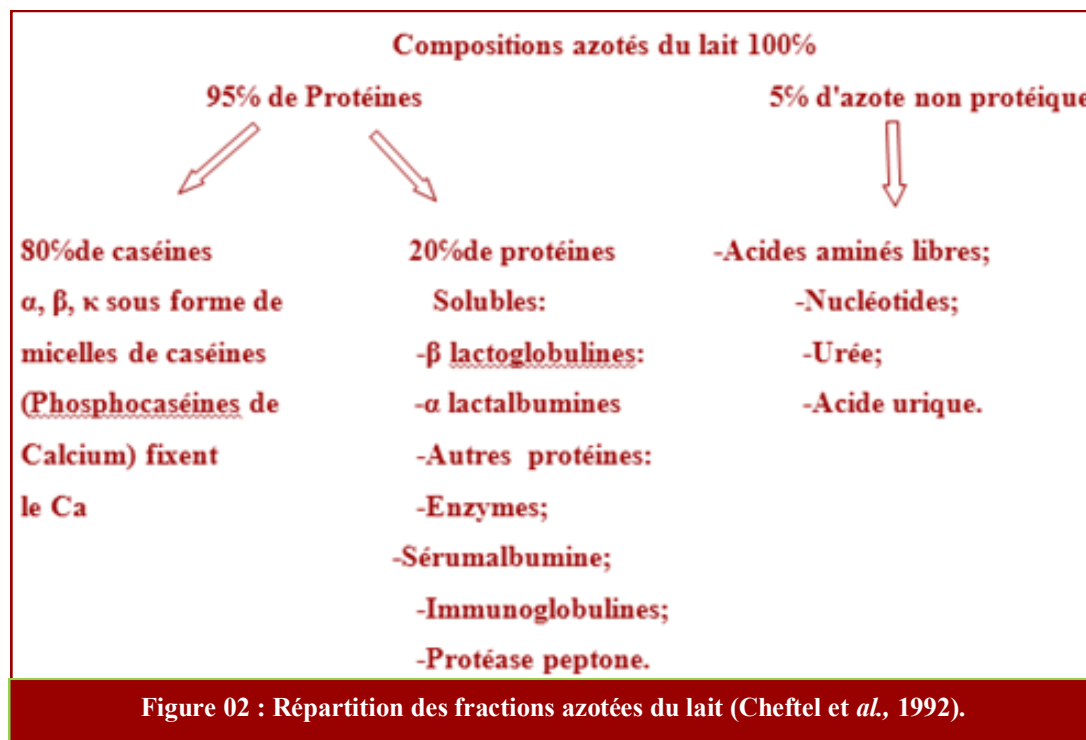 Compositions azotés du lait 100%
95% de Protéines
5% d'azote non protéique
80%de caséines
α, β, κ sous forme de
micelles de caséines
(Phosphocaséines de
Calcium) fixent
le Ca
20%de protéines
Solubles:
-β lactoglobulines:
-α lactalbumines
-Autres protéines:
-Enzymes;
-Sérumalbumine;
-Immunoglobulines;
-Protéase peptone.
-Acides aminés libres;
-Nucléotides;
-Urée;
-Acide urique.
Figure 02 : Répartition des fractions azotées du lait (Cheftel et al., 1992).